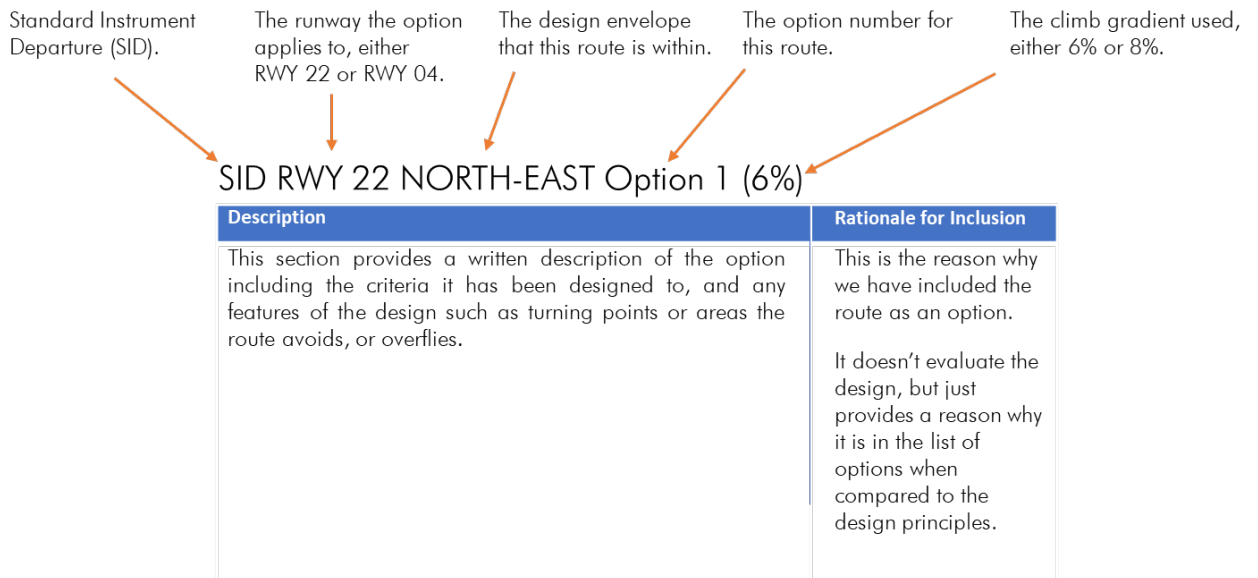 Standard Instrument
Departure (SID).
The runway the option
applies to, either
RWY 22 or RWY 04.
The design envelope
that this route is within.
The option number for
this route.
The climb gradient used,
either 6% or 8%.
SID RWY 22 NORTH-EAST Option 1 (6%)
Description
Rationale for Inclusion
This section provides a written description of the option
including the criteria it has been designed to, and any
features of the design such as turning points or areas the
route avoids, or overflies.
This is the reason why
we have included the
route as an option.
It doesn’t evaluate the
design, but just
provides a reason why
it is in the list of
options when
compared to the
design principles.